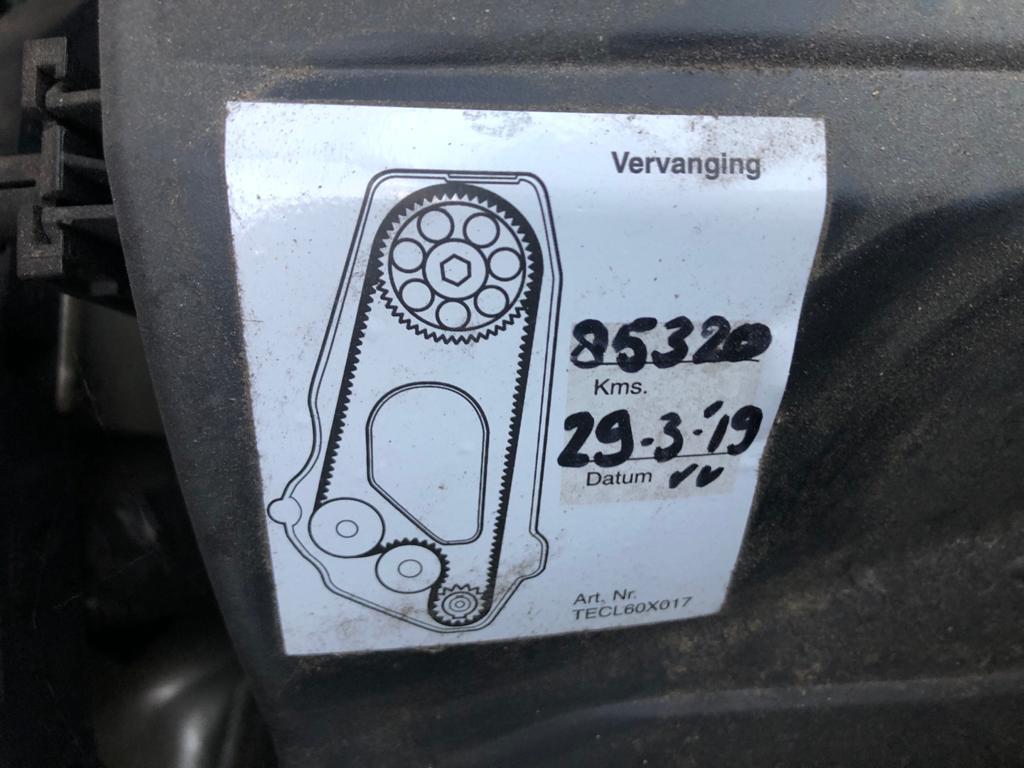 Vervanging
85320
Kms.
29-3-'19
Datum
Art. Nr.
TECL60X017